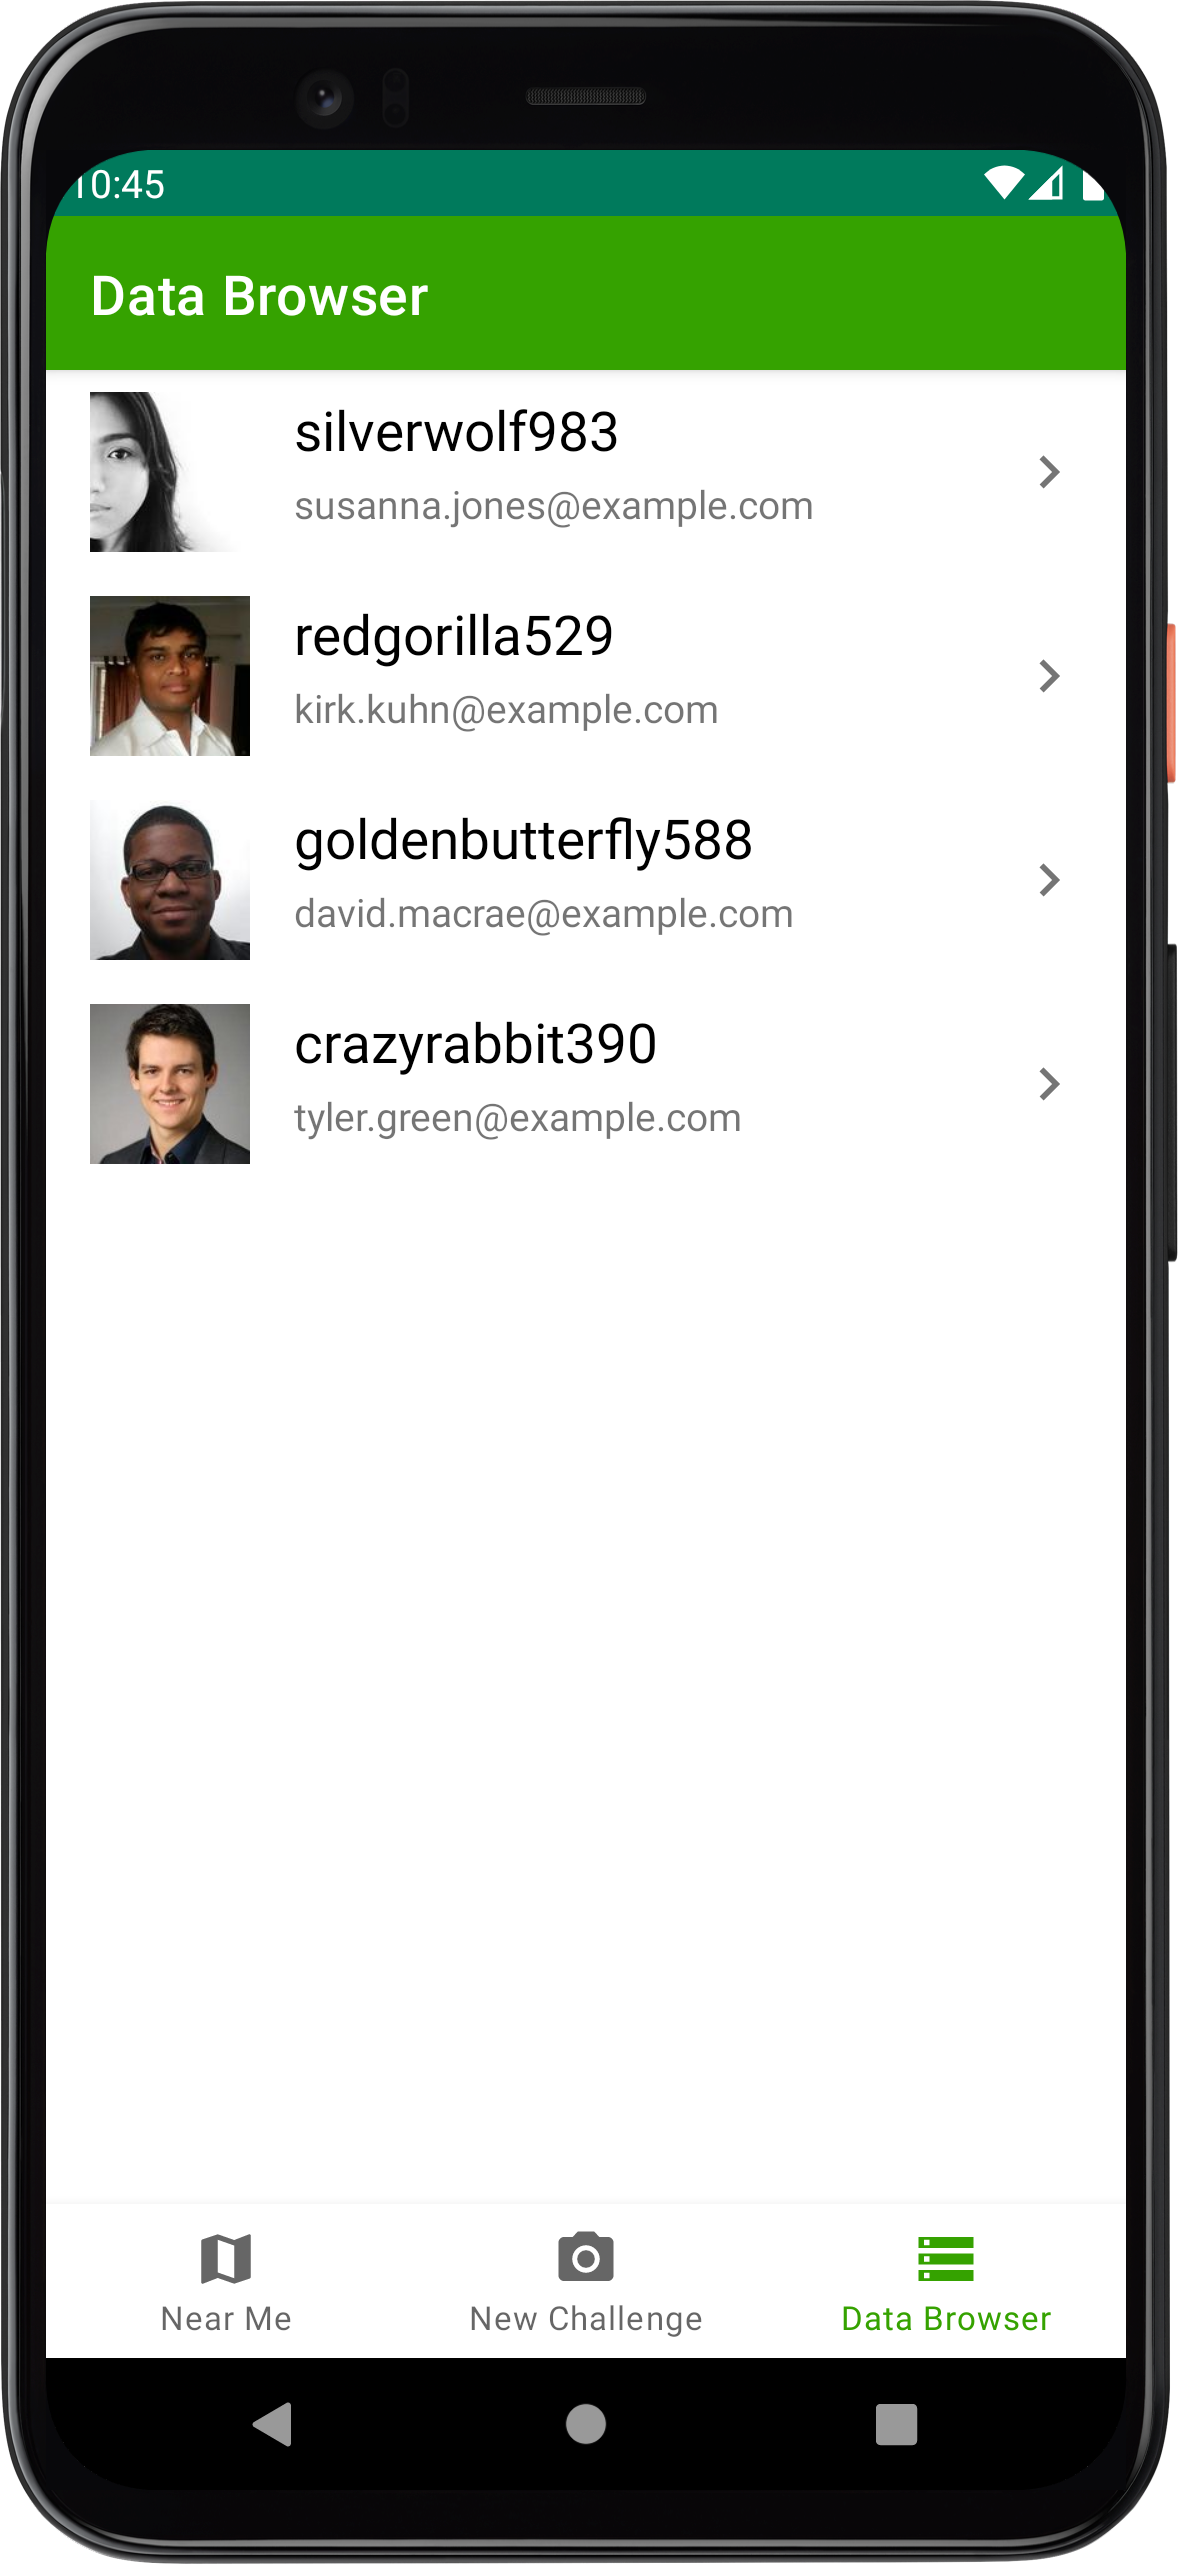 10:45
Data Browser
silverwolf983
susanna.jones@example.com
redgorilla529
kirk.kuhn@example.com
goldenbutterfly588
david.macrae@example.com
crazyrabbit390
tyler.green@example.com
Near Me
New Challenge
Data Browser